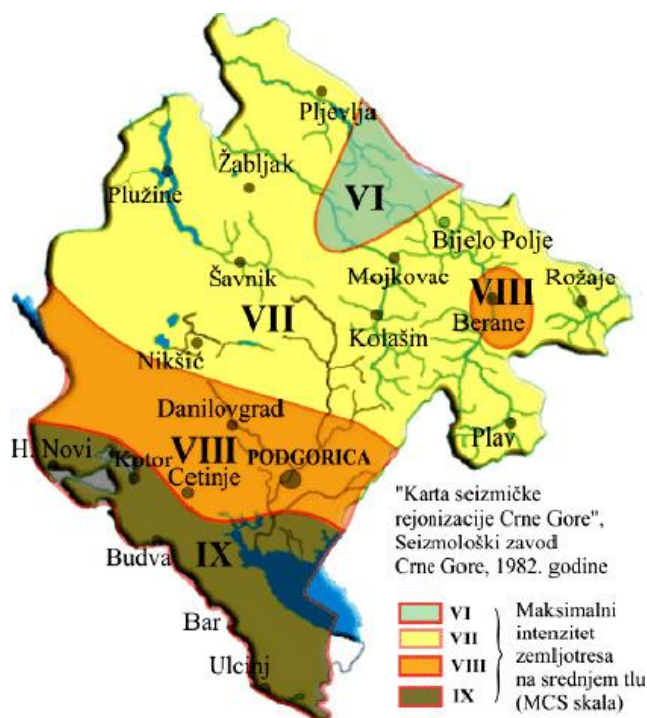 Pljevlja
Žabljak
Plužine
VI
Bijelo Polje
Šavnik
Mojkovac
VIII
Rožaje
VII
Berane
Kolašin
Nikšić
Danilovgrad
Plav
H. Novi
VIII
PODGORICA
Kotor
Cetinje
"Karta seizmičke
rejonizacije Crne Gore",
Seizmološki zavod
Crne Gore, 1982. godine
Budva
IX
Bar
Ulcinj
VI
VII
VIII
IX
Maksimalni
intenzitet
zemljotresa
na srednjem tlu
(MCS skala)